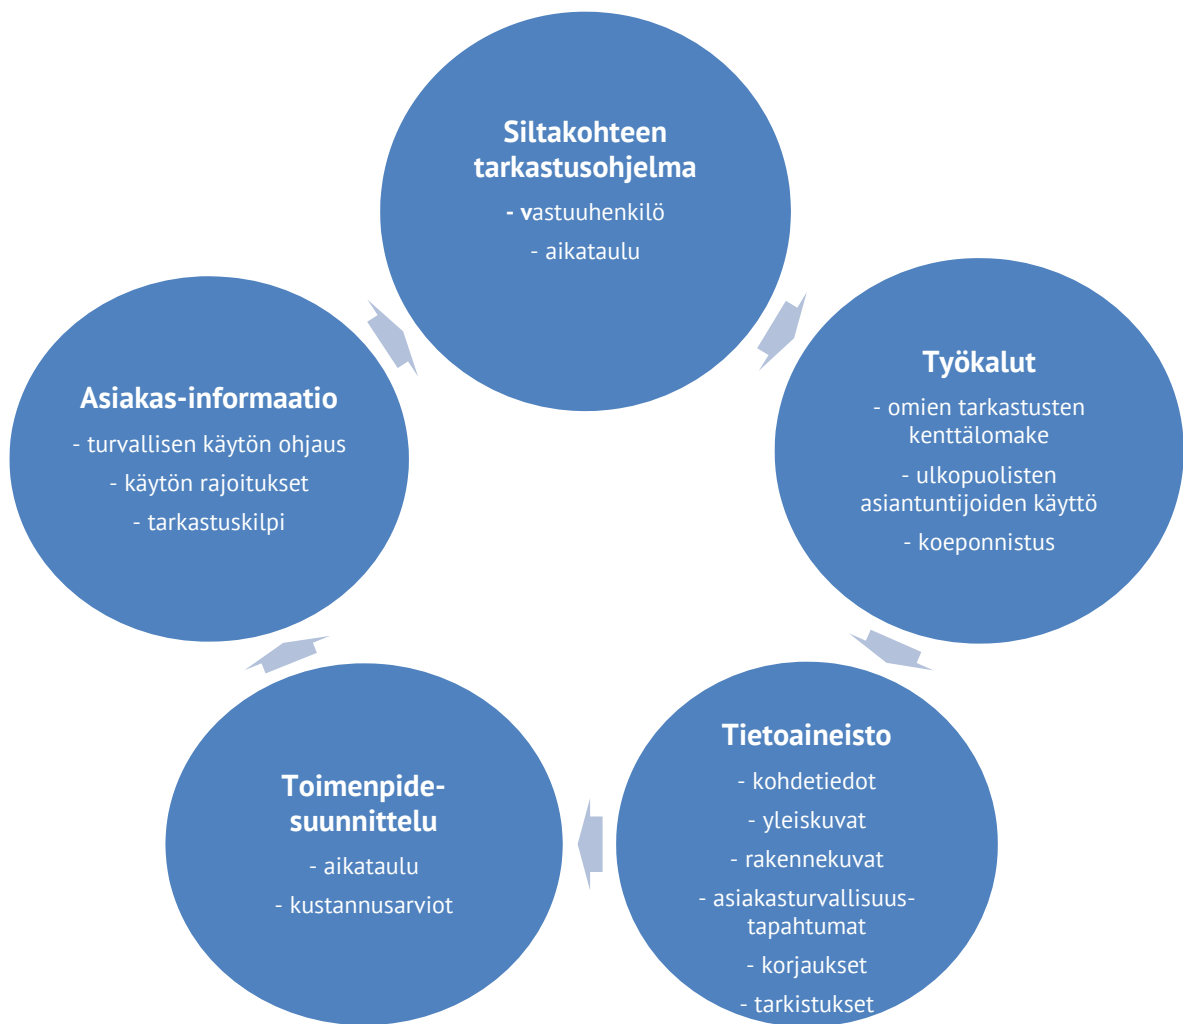 Siltakohteen
tarkastusohjelma
- vastuuhenkilö
- aikataulu
Työkalut
- omien tarkastusten
kenttälomake
- ulkopuolisten
asiantuntijoiden käyttö
- koeponnistus
Tietoaineisto
- kohdetiedot
- yleiskuvat
- rakennekuvat
- asiakasturvallisuus-
tapahtumat
- korjaukset
- tarkistukset
Toimenpide-
suunnittelu
- aikataulu
- kustannusarviot
Asiakas-informaatio
- turvallisen käytön ohjaus
- käytön rajoitukset
- tarkastuskilpi